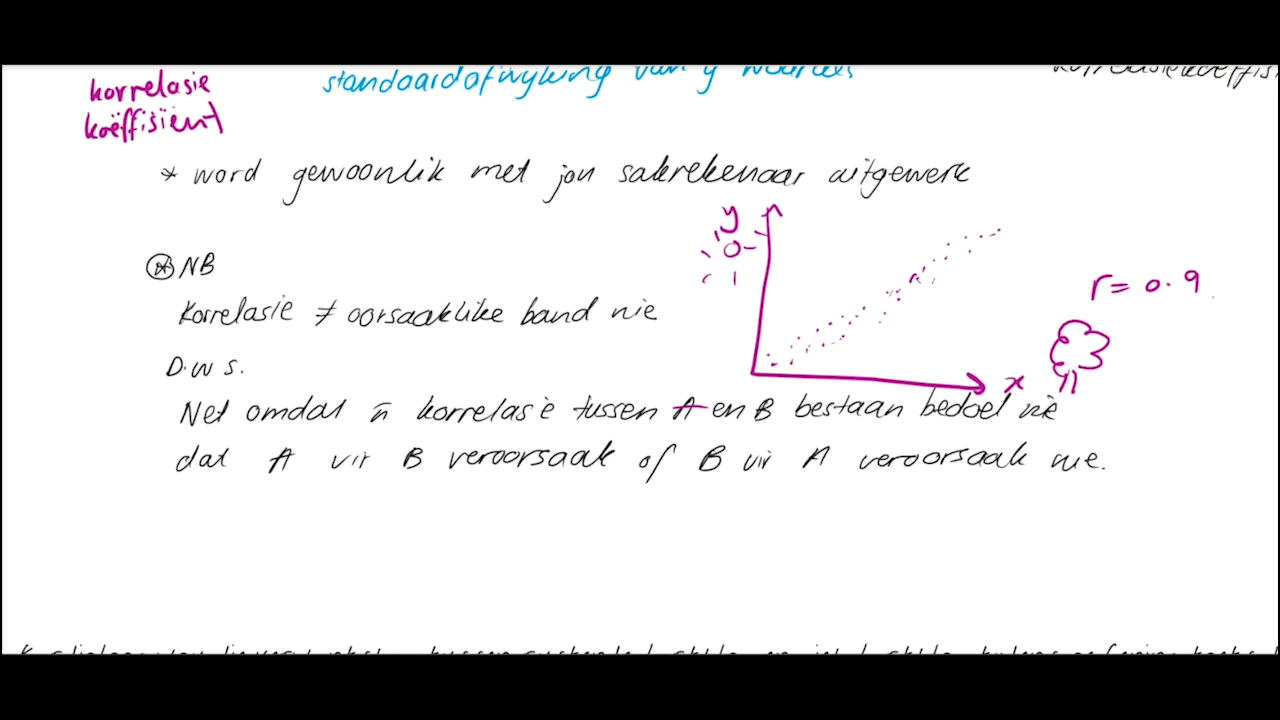 korrelasie
koëffisient
standaardafwyking van y waardes
* word gewoonlik met jou sakrekenaar uitgewerk
y
⊛ NB
r = 0.9
Korrelasie ≠ oorsaaklike band nie
D.w s.
x
Net omdat 'n korrelasie tussen A en B bestaan bedoel nie
dat A vir B veroorsaak of B vir A veroorsaak nie.